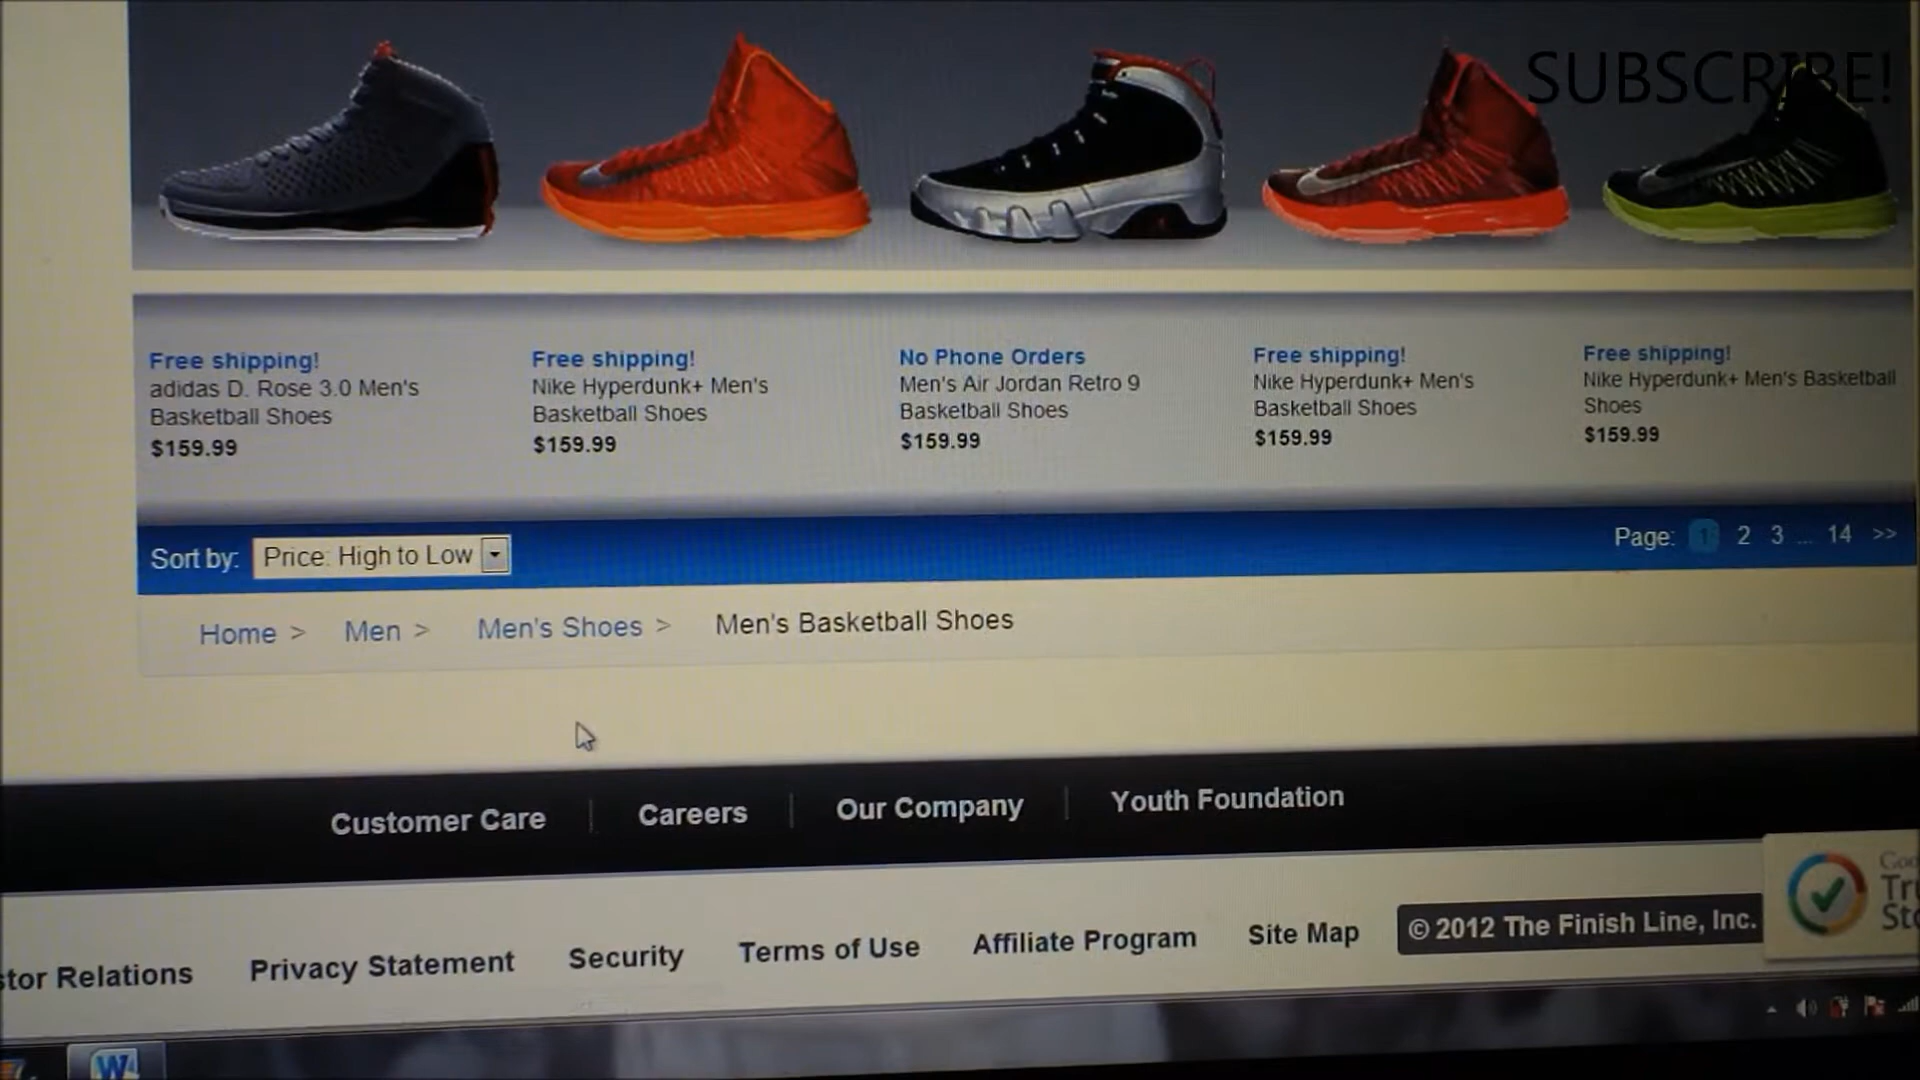 SUBSCRIBE!
Free shipping!
adidas D. Rose 3.0 Men's
Basketball Shoes
$159.99
Free shipping!
Nike Hyperdunk+ Men's
Basketball Shoes
$159.99
No Phone Orders
Men's Air Jordan Retro 9
Basketball Shoes
$159.99
Free shipping!
Nike Hyperdunk+ Men's
Basketball Shoes
$159.99
Free shipping!
Nike Hyperdunk+ Men's Basketball
Shoes
$159.99
Sort by: Price: High to Low
Page: 1 2 3 ... 14 >>
Home > Men > Men's Shoes > Men's Basketball Shoes
Customer Care Careers Our Company Youth Foundation
Relations Privacy Statement Security Terms of Use Affiliate Program Site Map © 2012 The Finish Line, Inc.
W